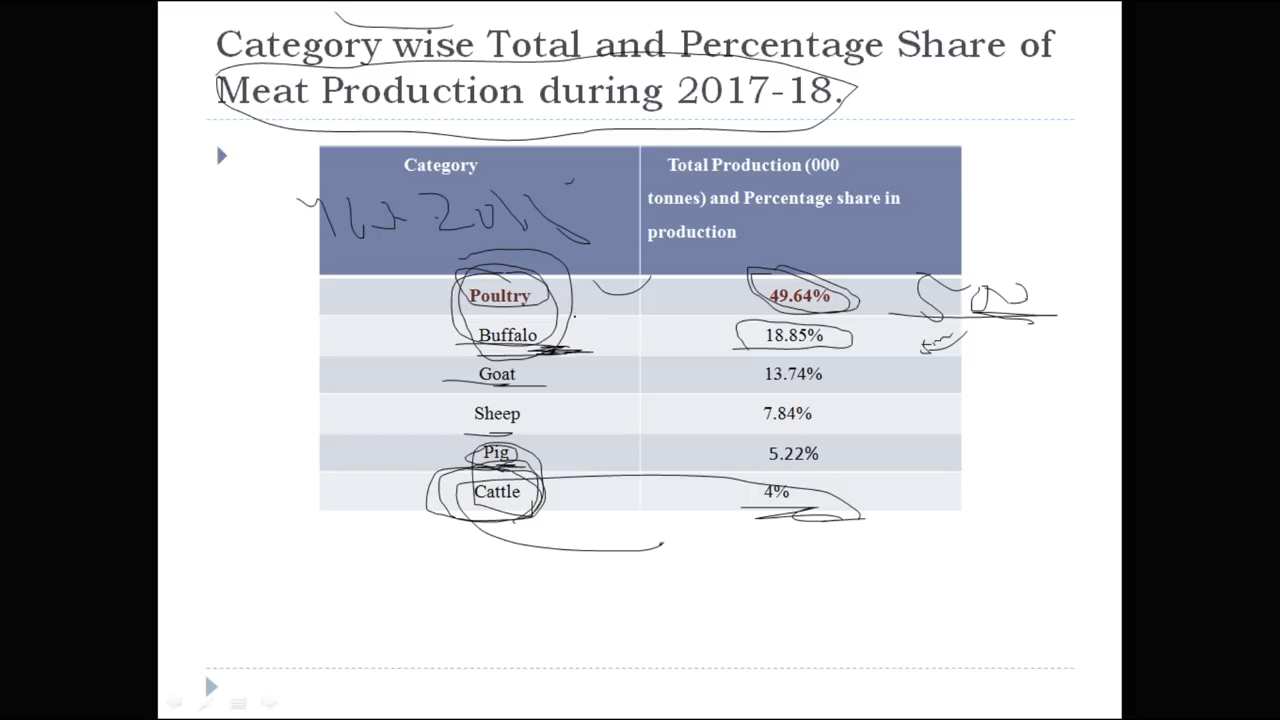 Category wise Total and Percentage Share of
Meat Production during 2017-18.
Category
Total Production (000
tonnes) and Percentage share in
production
Poultry 49.64%
Buffalo 18.85%
Goat 13.74%
Sheep 7.84%
Pig 5.22%
Cattle 4%